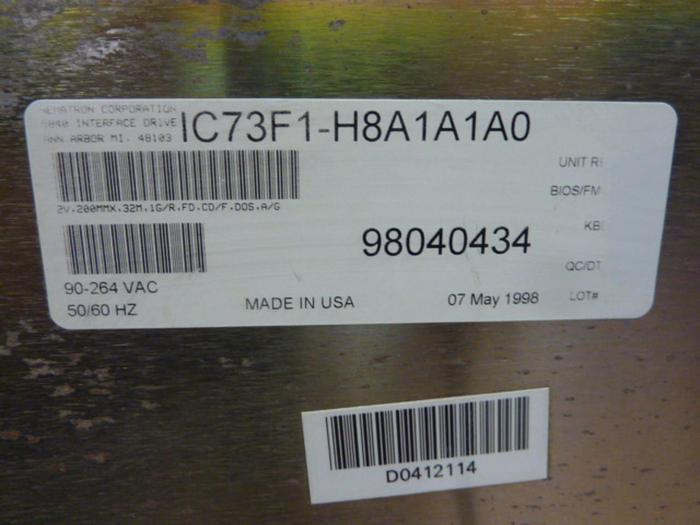 NEMATRON CORPORATION
5840 INTERFACE DRIVE
ANN ARBOR MI. 48103
IC73F1-H8A1A1A0
2V,200MMX,32M,1G/R,FD,CD/F,DOS,A/G
UNIT R
BIOS/FM
KB
98040434
QC/DT
90-264 VAC
50/60 HZ
MADE IN USA
07 May 1998
LOT#
D0412114